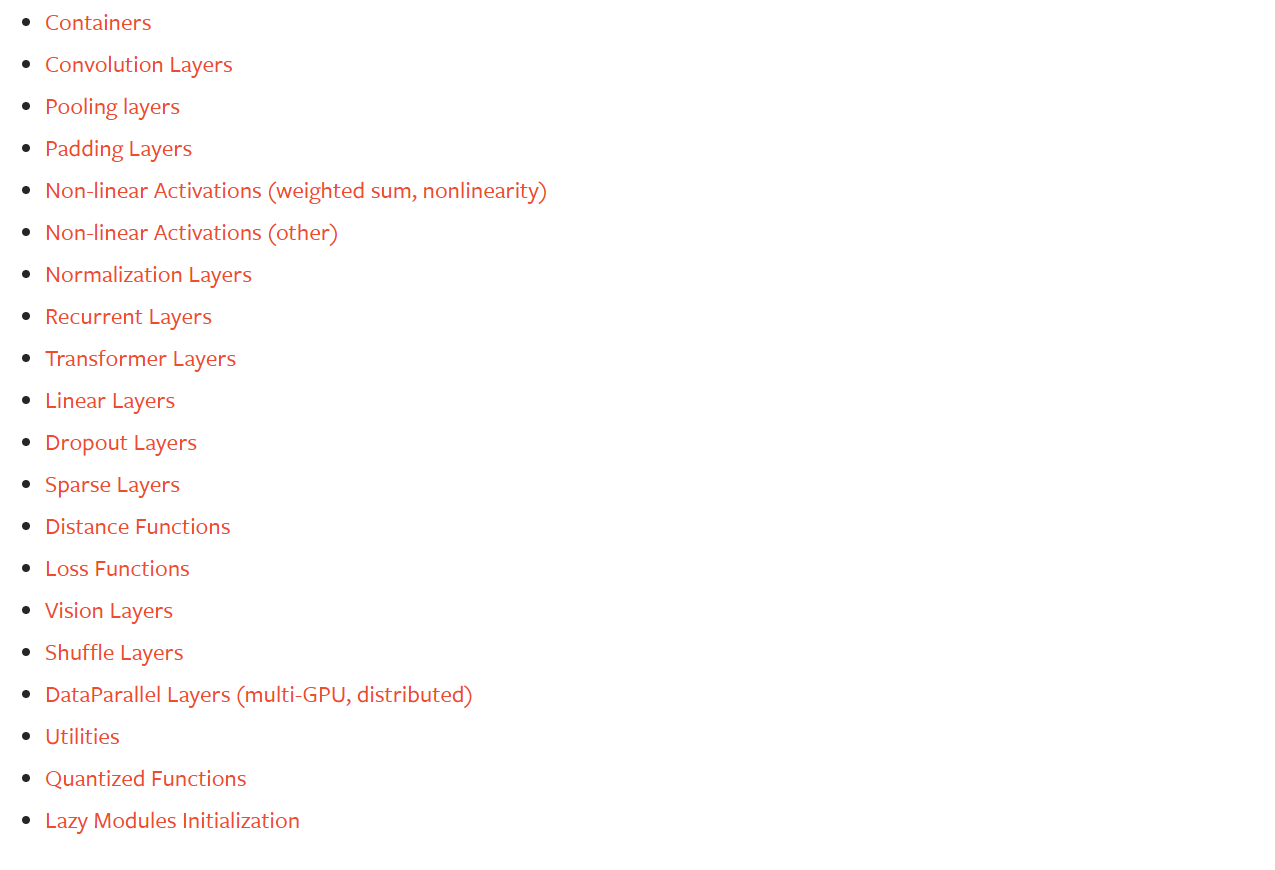 Containers
Convolution Layers
Pooling layers
Padding Layers
Non-linear Activations (weighted sum, nonlinearity)
Non-linear Activations (other)
Normalization Layers
Recurrent Layers
Transformer Layers
Linear Layers
Dropout Layers
Sparse Layers
Distance Functions
Loss Functions
Vision Layers
Shuffle Layers
DataParallel Layers (multi-GPU, distributed)
Utilities
Quantized Functions
Lazy Modules Initialization